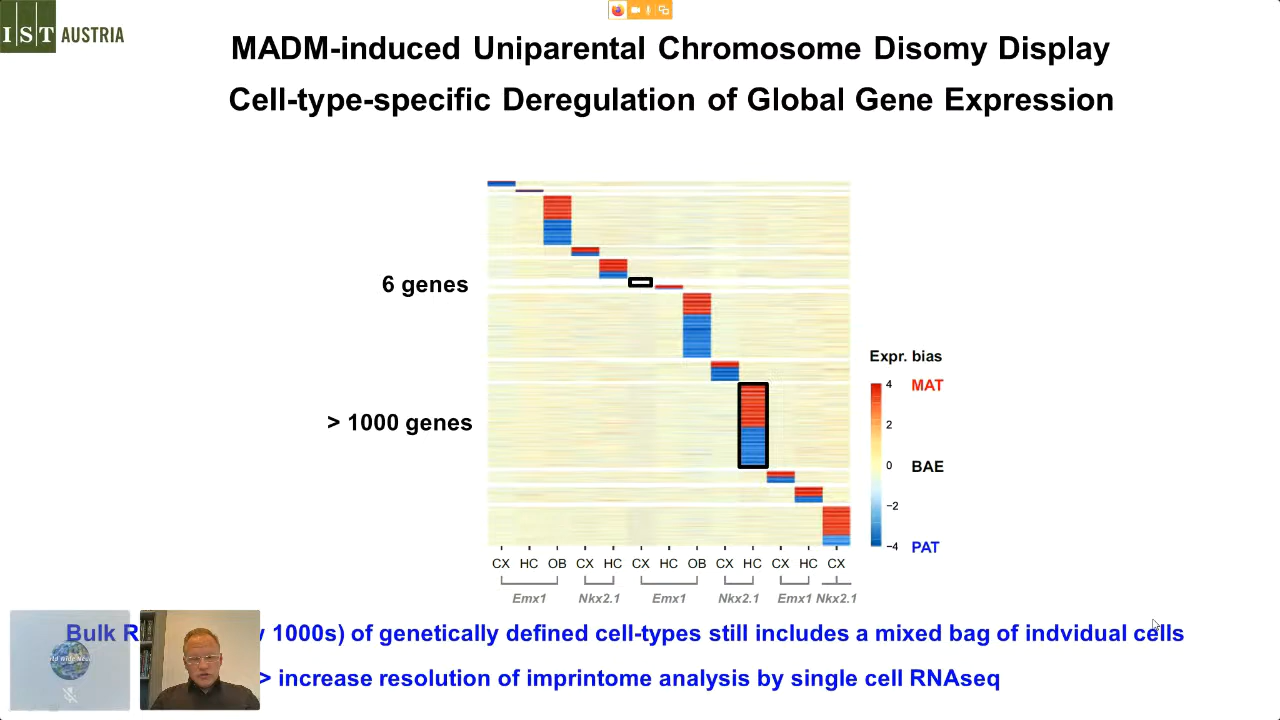 IST AUSTRIA
MADM-induced Uniparental Chromosome Disomy Display
Cell-type-specific Deregulation of Global Gene Expression
6 genes
> 1000 genes
Expr. bias
4 MAT
2
0 BAE
−2
−4 PAT
CX HC OB CX HC CX HC OB CX HC CX HC CX
Emx1 Nkx2.1 Emx1 Nkx2.1 Emx1 Nkx2.1
Bulk R 1000s) of genetically defined cell-types still includes a mixed bag of indvidual cells
> increase resolution of imprintome analysis by single cell RNAseq